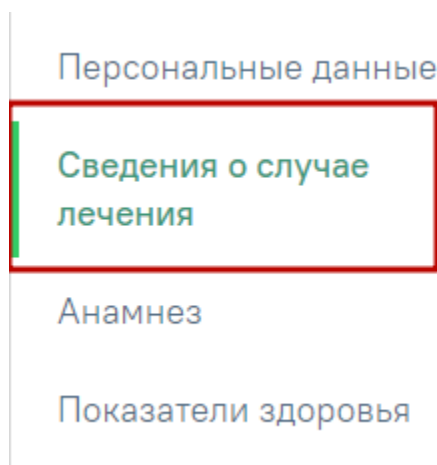 Персональные данные
Сведения о случае
лечения
Анамнез
Показатели здоровья